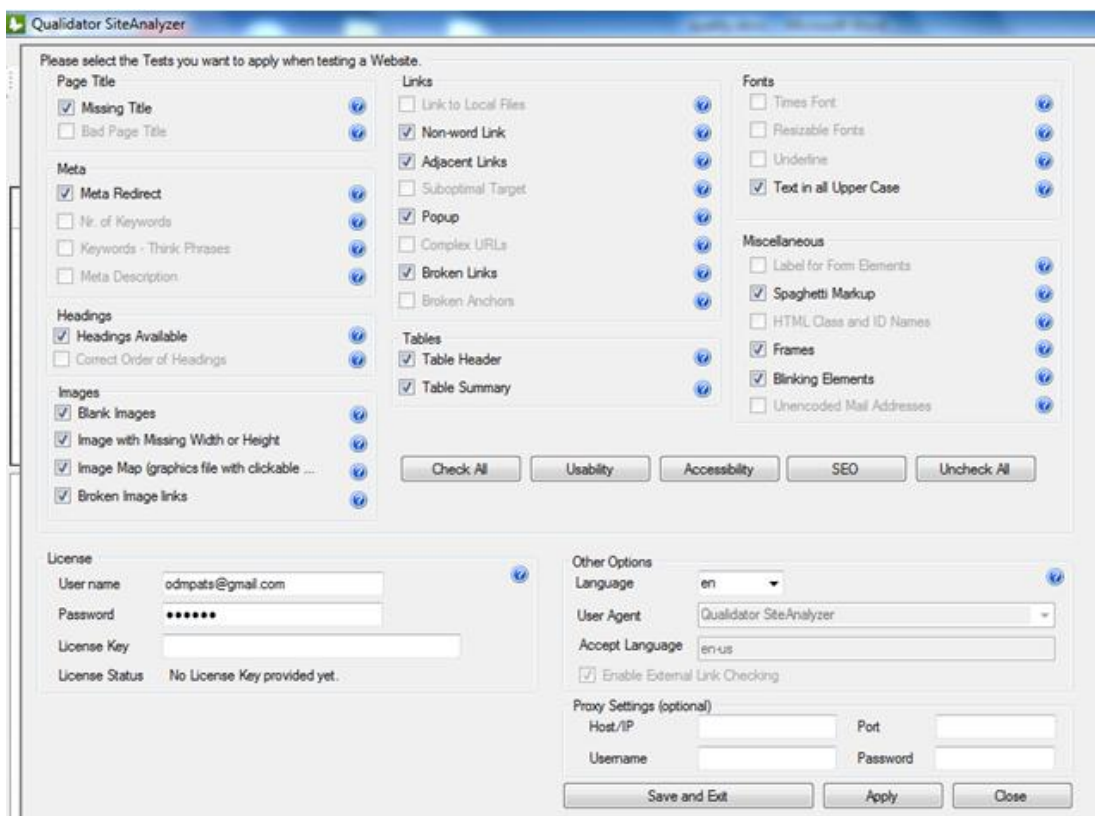 Qualidator SiteAnalyzer
Please select the Tests you want to apply when testing a Website.
Page Title
Missing Title
Bad Page Title
Meta
Meta Redirect
Nr. of Keywords
Keywords - Think Phrases
Meta Description
Headings
Headings Available
Correct Order of Headings
Images
Blank Images
Image with Missing Width or Height
Image Map (graphics file with clickable ...
Broken Image links
Links
Link to Local Files
Non-word Link
Adjacent Links
Suboptimal Target
Popup
Complex URLs
Broken Links
Broken Anchors
Tables
Table Header
Table Summary
Fonts
Times Font
Resizable Fonts
Underline
Text in all Upper Case
Miscellaneous
Label for Form Elements
Spaghetti Markup
HTML Class and ID Names
Frames
Blinking Elements
Unencoded Mail Addresses
Check All
Usability
Accessibility
SEO
Uncheck All
License
User name odmpats@gmail.com
Password ●●●●●●
License Key
License Status No License Key provided yet.
Other Options
Language en
User Agent Qualidator SiteAnalyzer
Accept Language en-us
Enable External Link Checking
Proxy Settings (optional)
Host/IP Port
Username Password
Save and Exit Apply Close